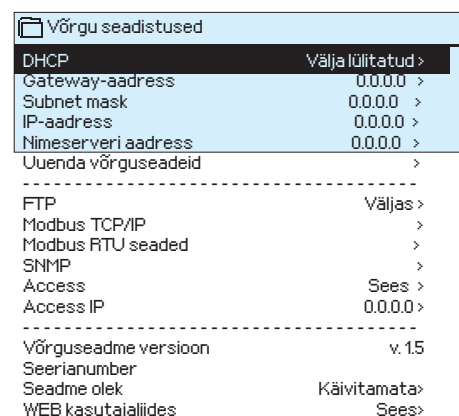 Võrgu seadistused
DHCP Välja lülitatud >
Gateway-aadress 0.0.0.0 >
Subnet mask 0.0.0.0 >
IP-aadress 0.0.0.0 >
Nimeserveri aadress 0.0.0.0 >
Uuenda võrguseadeid >
- - - - - - - - - - - - - - - - - - - - - - - - - - - - - - - - - - - - - -
FTP Väljas >
Modbus TCP/IP >
Modbus RTU seaded >
SNMP >
Access Sees >
Access IP 0.0.0.0 >
- - - - - - - - - - - - - - - - - - - - - - - - - - - - - - - - - - - - - -
Võrguseadme versioon v. 1.5
Seerianumber
Seadme olek Käivitamata>
WEB kasutajaliides Sees>